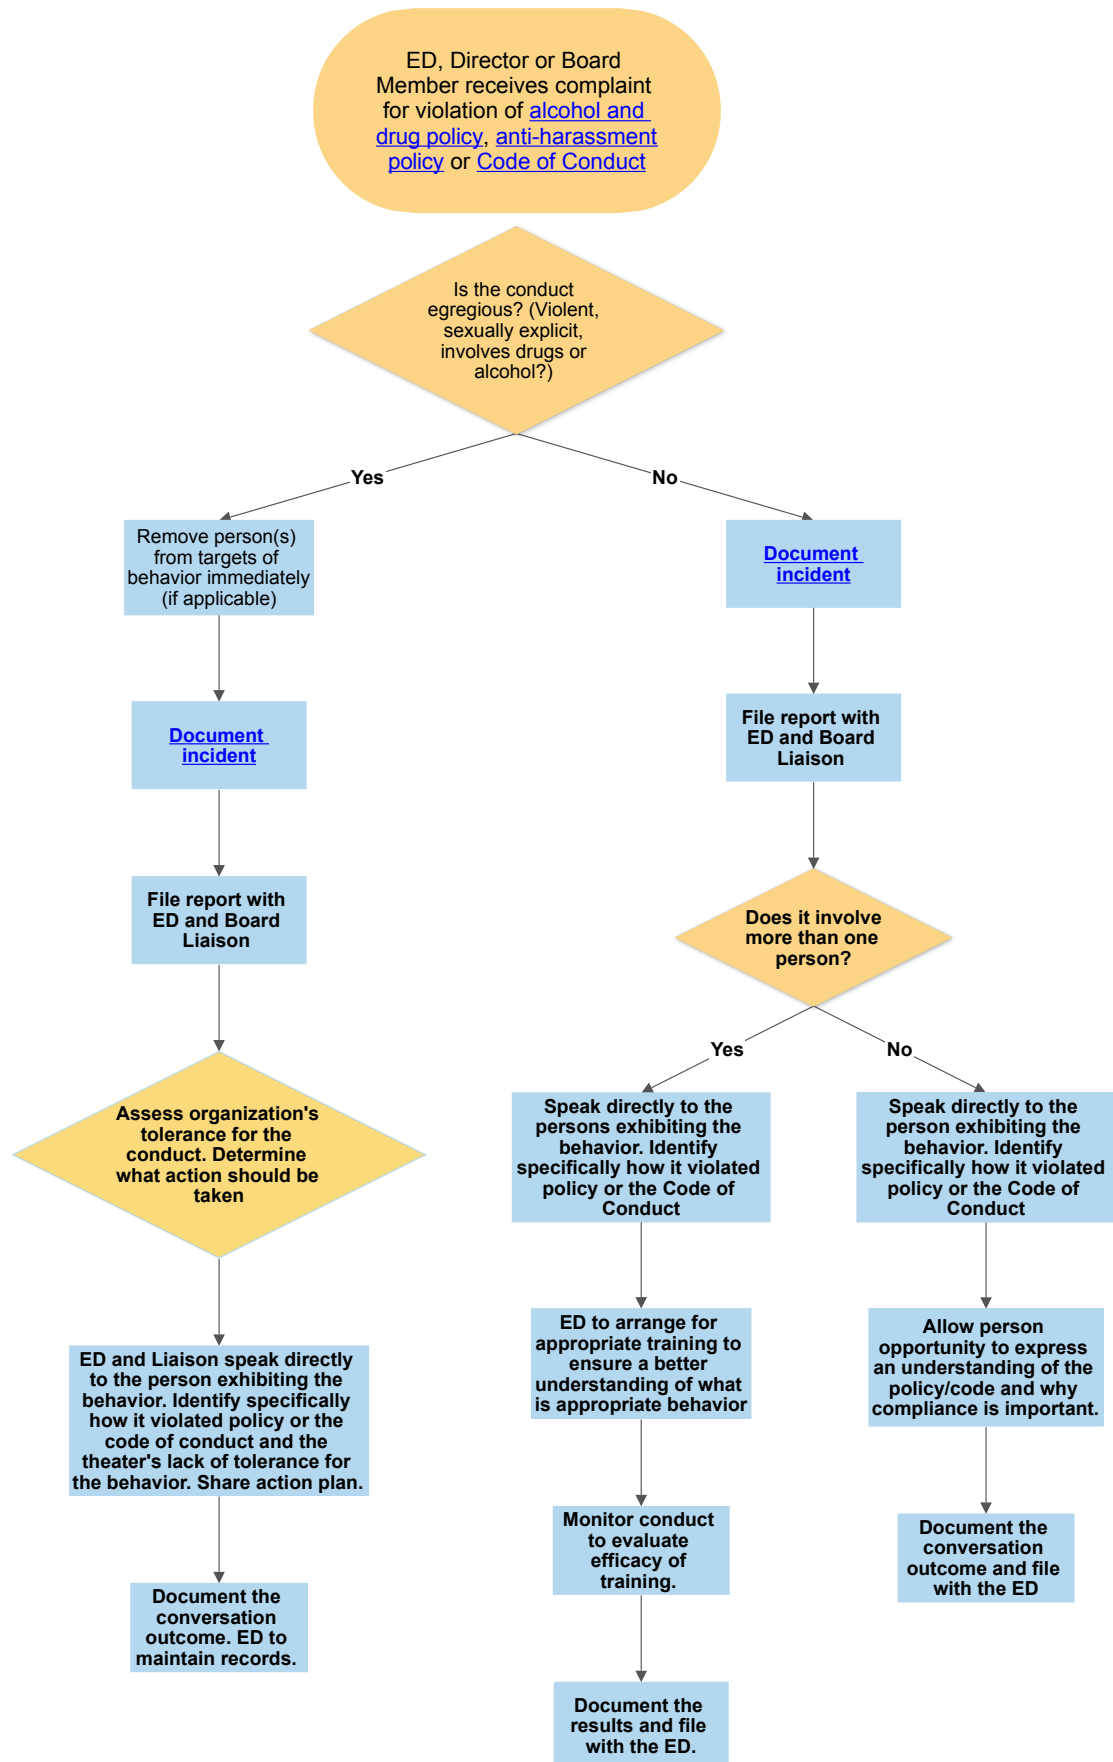 ED, Director or Board
Member receives complaint
for violation of alcohol and
drug policy, anti-harassment
policy or Code of Conduct
Is the conduct
egregious? (Violent,
sexually explicit,
involves drugs or
alcohol?)
Yes
No
Remove person(s)
from targets of
behavior immediately
(if applicable)
Document
incident
File report with
ED and Board
Liaison
Assess organization's
tolerance for the
conduct. Determine
what action should be
taken
ED and Liaison speak directly
to the person exhibiting the
behavior. Identify specifically
how it violated policy or the
code of conduct and the
theater's lack of tolerance for
the behavior. Share action plan.
Document the
conversation
outcome. ED to
maintain records.
Document
incident
File report with
ED and Board
Liaison
Does it involve
more than one
person?
Yes
No
Speak directly to the
persons exhibiting the
behavior. Identify
specifically how it violated
policy or the Code of
Conduct
ED to arrange for
appropriate training to
ensure a better
understanding of what
is appropriate behavior
Monitor conduct
to evaluate
efficacy of
training.
Document the
results and file
with the ED.
Speak directly to the
person exhibiting the
behavior. Identify
specifically how it violated
policy or the Code of
Conduct
Allow person
opportunity to express
an understanding of the
policy/code and why
compliance is important.
Document the
conversation
outcome and file
with the ED